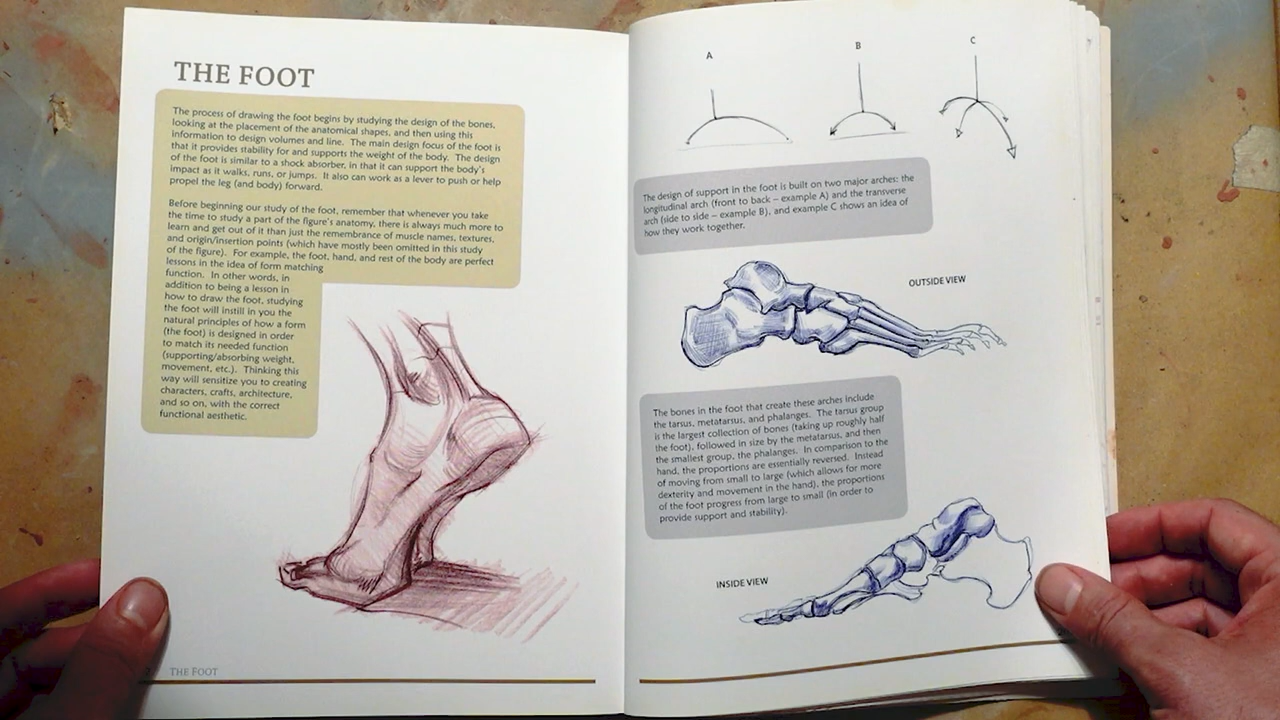 THE FOOT
The process of drawing the foot begins by studying the design of the bones,
looking at the placement of the anatomical shapes, and then using this
information to design volumes and line. The main design focus of the foot is
that it provides stability for and supports the weight of the body. The design
of the foot is similar to a shock absorber, in that it can support the body's
impact as it walks, runs, or jumps. It also can work as a lever to push or help
propel the leg (and body) forward.
Before beginning our study of the foot, remember that whenever you take
the time to study a part of the figure's anatomy, there is always much more to
learn and get out of it than just the remembrance of muscle names, textures,
and origin/insertion points (which have mostly been omitted in this study
of the figure). For example, the foot, hand, and rest of the body are perfect
lessons in the idea of form matching
function. In other words, in
addition to being a lesson in
how to draw the foot, studying
the foot will instill in you the
natural principles of how a form
(the foot) is designed in order
to match its needed function
(supporting/absorbing weight,
movement, etc.). Thinking this
way will sensitize you to creating
characters, crafts, architecture,
and so on, with the correct
functional aesthetic.
THE FOOT
A
B
C
The design of support in the foot is built on two major arches: the
longitudinal arch (front to back – example A) and the transverse
arch (side to side – example B), and example C shows an idea of
how they work together.
OUTSIDE VIEW
The bones in the foot that create these arches include
the tarsus, metatarsus, and phalanges. The tarsus group
is the largest collection of bones (taking up roughly half
the foot), followed in size by the metatarsus, and then
the smallest group, the phalanges. In comparison to the
hand, the proportions are essentially reversed. Instead
of moving from small to large (which allows for more
dexterity and movement in the hand), the proportions
of the foot progress from large to small (in order to
provide support and stability).
INSIDE VIEW